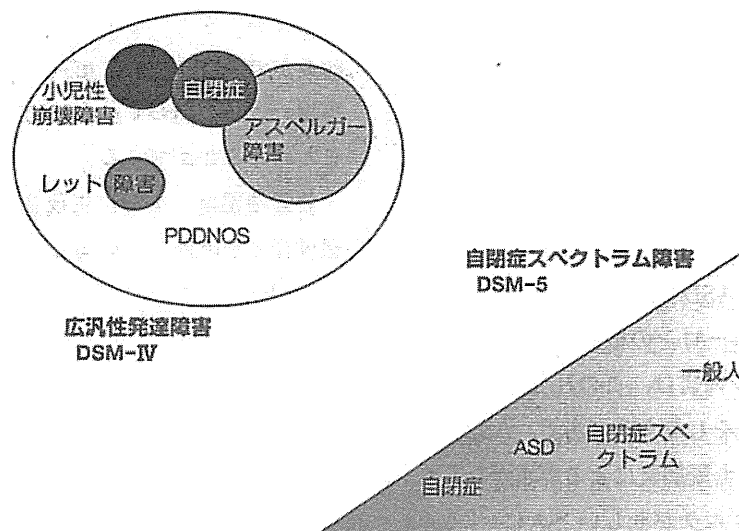 小児性
崩壊障害
自閉症
アスペルガー
障害
レット障害
PDDNOS
広汎性発達障害
DSM-Ⅳ
自閉症スペクトラム障害
DSM-5
一般人
ASD
自閉症スペ
クトラム
自閉症